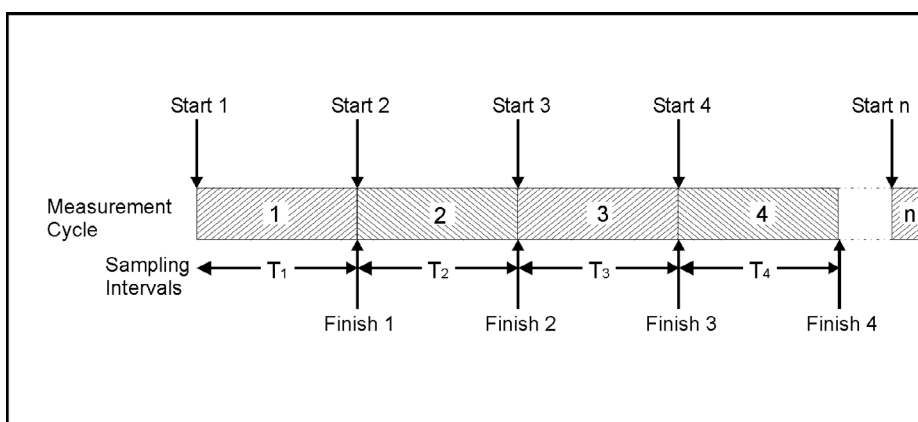 Start 1 Start 2 Start 3 Start 4 Start n
Measurement Cycle
1 2 3 4 n
Sampling Intervals
T1 T2 T3 T4
Finish 1 Finish 2 Finish 3 Finish 4